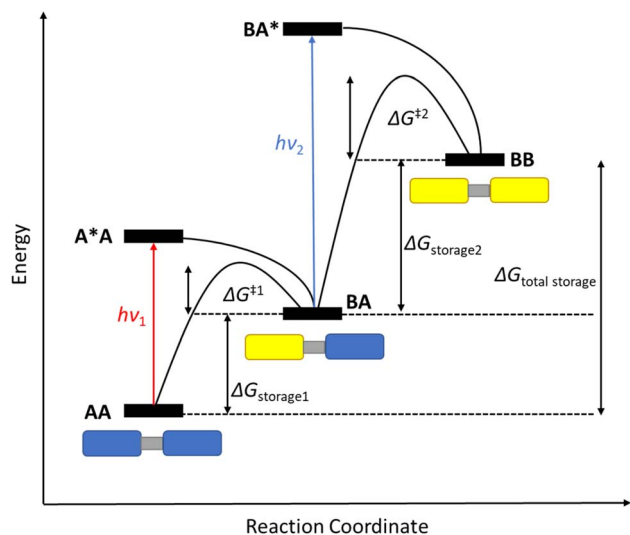 BA*
ΔG‡2
hν2
BB
A*A
ΔGstorage2
ΔGtotal storage
ΔG‡1
BA
hν1
AA
ΔGstorage1
Energy
Reaction Coordinate